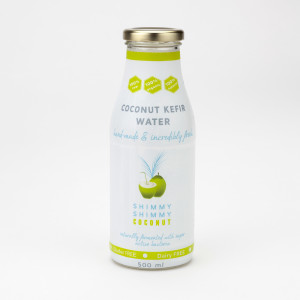 COCONUT KEFIR
WATER
hand made & incredibly fresh
SHIMMY
SHIMMY
COCONUT
naturally fermented with vegan
active cultures
Dairy FREE
500 ml